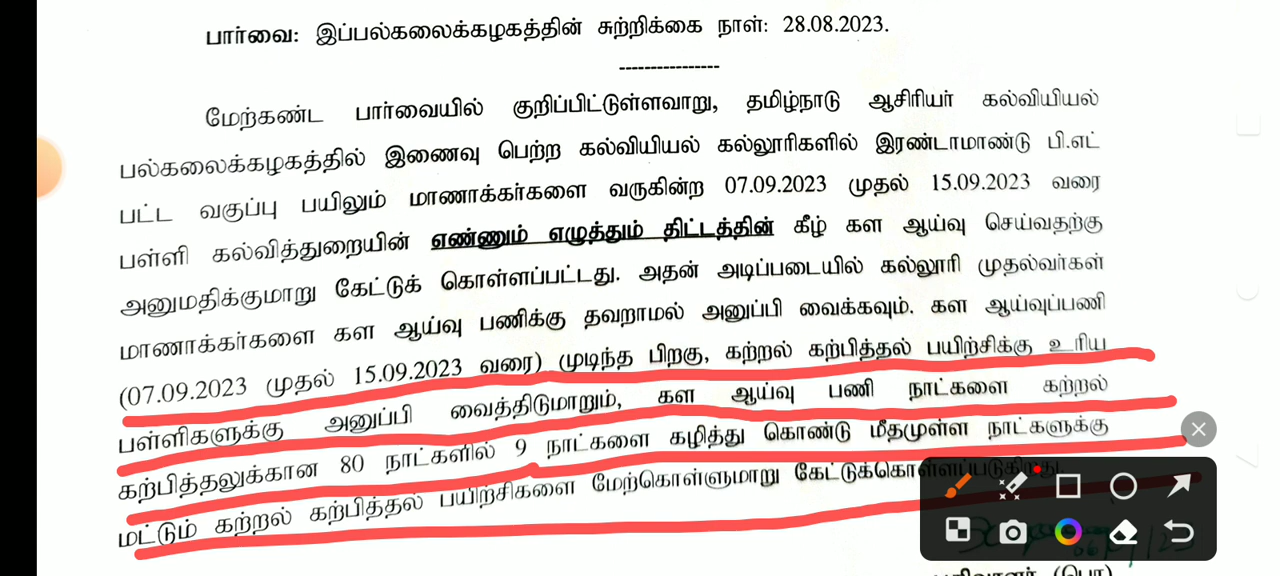 பார்வை: இப்பல்கலைக்கழகத்தின் சுற்றிக்கை நாள்: 28.08.2023.
----------------
மேற்கண்ட பார்வையில் குறிப்பிட்டுள்ளவாறு, தமிழ்நாடு ஆசிரியர் கல்வியியல்
பல்கலைக்கழகத்தில் இணைவு பெற்ற கல்வியியல் கல்லூரிகளில் இரண்டாமாண்டு பி.எட்
பட்ட வகுப்பு பயிலும் மாணாக்கர்களை வருகின்ற 07.09.2023 முதல் 15.09.2023 வரை
பள்ளி கல்வித்துறையின் எண்ணும் எழுத்தும் திட்டத்தின் கீழ் கள ஆய்வு செய்வதற்கு
அனுமதிக்குமாறு கேட்டுக் கொள்ளப்பட்டது. அதன் அடிப்படையில் கல்லூரி முதல்வர்கள்
மாணாக்கர்களை கள ஆய்வு பணிக்கு தவறாமல் அனுப்பி வைக்கவும். கள ஆய்வுப்பணி
(07.09.2023 முதல் 15.09.2023 வரை) முடிந்த பிறகு, கற்றல் கற்பித்தல் பயிற்சிக்கு உரிய
பள்ளிகளுக்கு அனுப்பி வைத்திடுமாறும், கள ஆய்வு பணி நாட்களை கற்றல்
கற்பித்தலுக்கான 80 நாட்களில் 9 நாட்களை கழித்து கொண்டு மீதமுள்ள நாட்களுக்கு
மட்டும் கற்றல் கற்பித்தல் பயிற்சிகளை மேற்கொள்ளுமாறு கேட்டுக்கொள்ளப்படுகிறது.
(பொ)